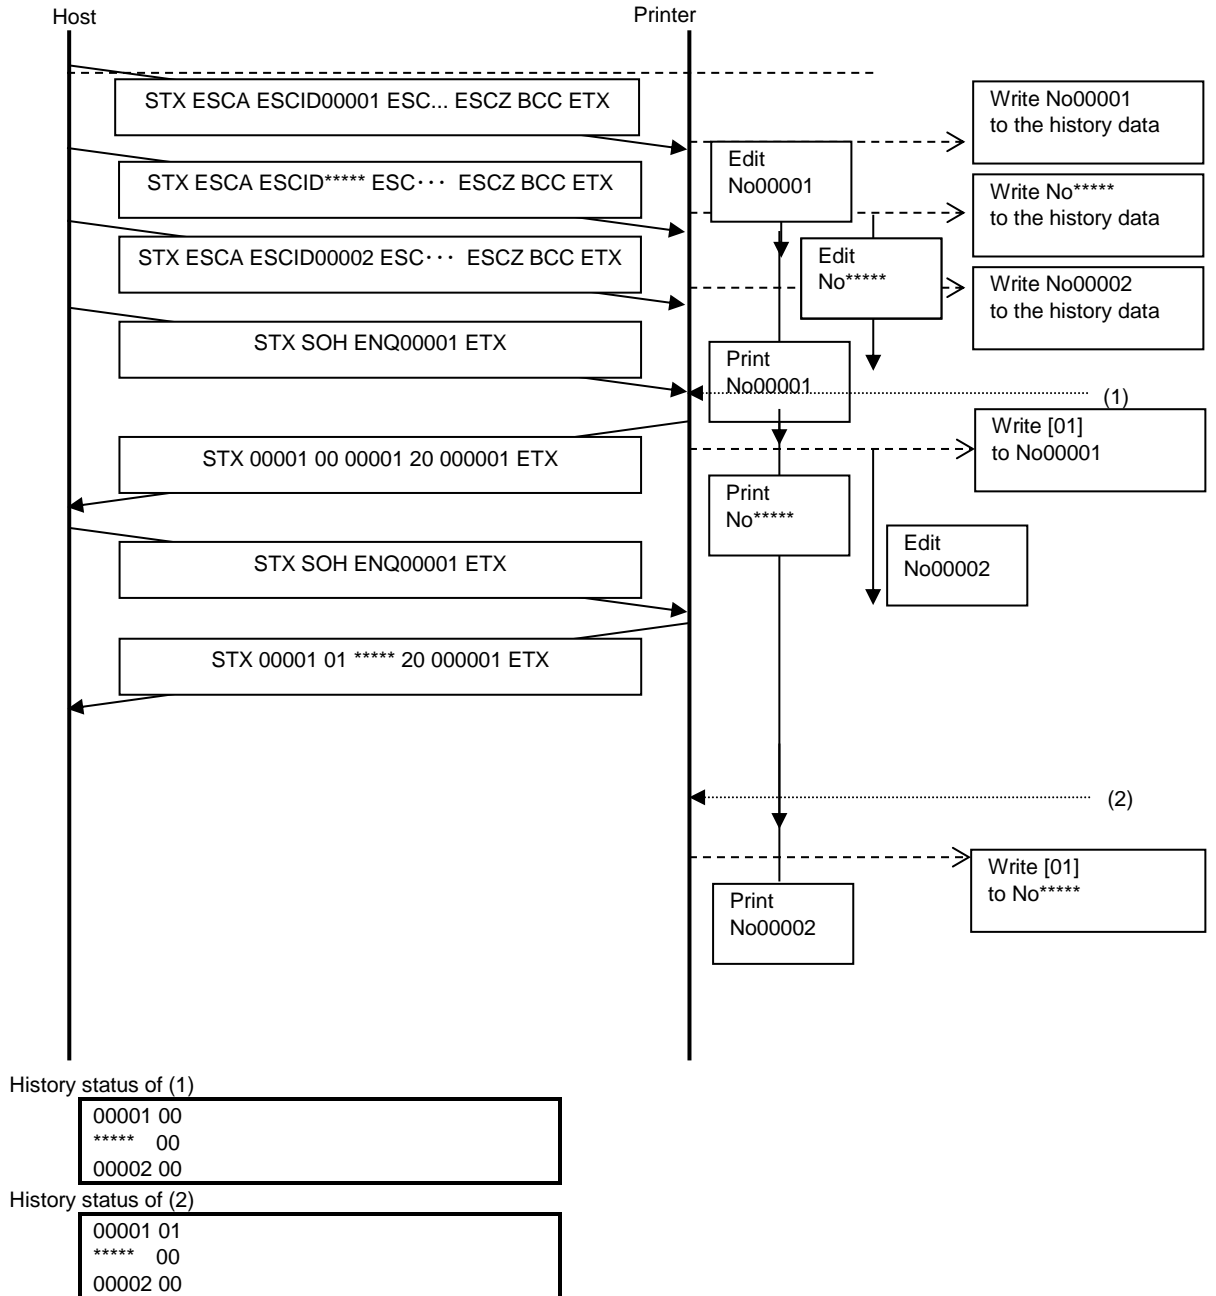 Host
Printer
STX ESCA ESCID00001 ESC... ESCZ BCC ETX
Write No00001
to the history data
Edit
No00001
STX ESCA ESCID***** ESC··· ESCZ BCC ETX
Write No*****
to the history data
STX ESCA ESCID00002 ESC··· ESCZ BCC ETX
Edit
No*****
Write No00002
to the history data
STX SOH ENQ00001 ETX
Print
No00001
(1)
Write [01]
to No00001
STX 00001 00 00001 20 000001 ETX
Print
No*****
Edit
No00002
STX SOH ENQ00001 ETX
STX 00001 01 ***** 20 000001 ETX
(2)
Write [01]
to No*****
Print
No00002
History status of (1)
00001 00
***** 00
00002 00
History status of (2)
00001 01
***** 00
00002 00